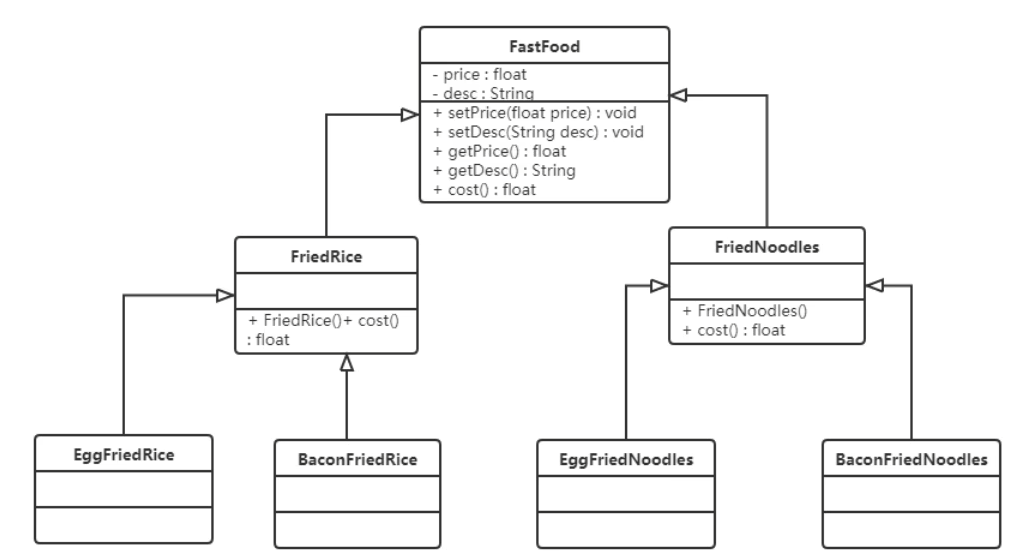 FastFood
- price : float
- desc : String
+ setPrice(float price) : void
+ setDesc(String desc) : void
+ getPrice() : float
+ getDesc() : String
+ cost() : float
FriedRice
+ FriedRice()+ cost()
: float
FriedNoodles
+ FriedNoodles()
+ cost() : float
EggFriedRice
BaconFriedRice
EggFriedNoodles
BaconFriedNoodles